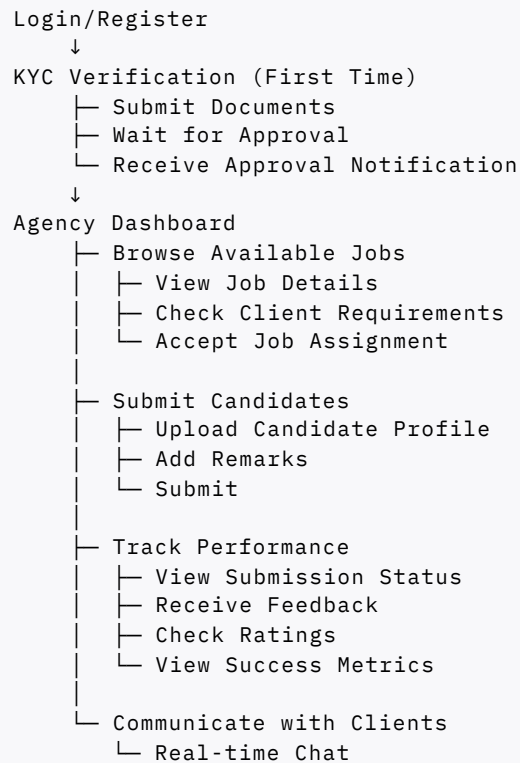 Login/Register
↓
KYC Verification (First Time)
├─ Submit Documents
├─ Wait for Approval
└─ Receive Approval Notification
↓
Agency Dashboard
├─ Browse Available Jobs
│  ├─ View Job Details
│  ├─ Check Client Requirements
│  └─ Accept Job Assignment
│
├─ Submit Candidates
│  ├─ Upload Candidate Profile
│  ├─ Add Remarks
│  └─ Submit
│
├─ Track Performance
│  ├─ View Submission Status
│  ├─ Receive Feedback
│  ├─ Check Ratings
│  └─ View Success Metrics
│
└─ Communicate with Clients
   └─ Real-time Chat